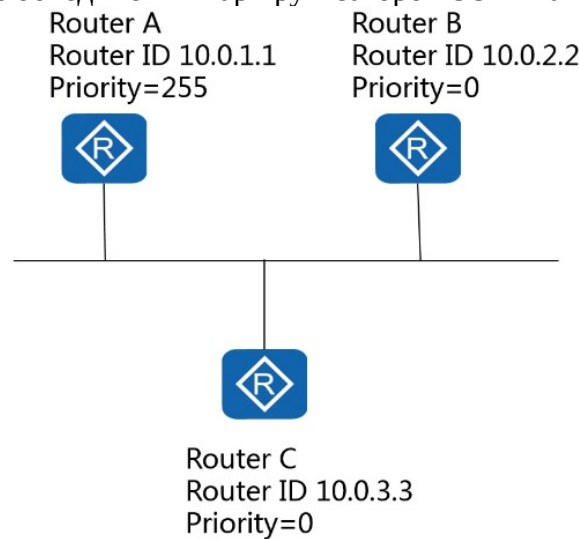 Router A
Router ID 10.0.1.1
Priority=255
Router B
Router ID 10.0.2.2
Priority=0
R
R
R
Router C
Router ID 10.0.3.3
Priority=0